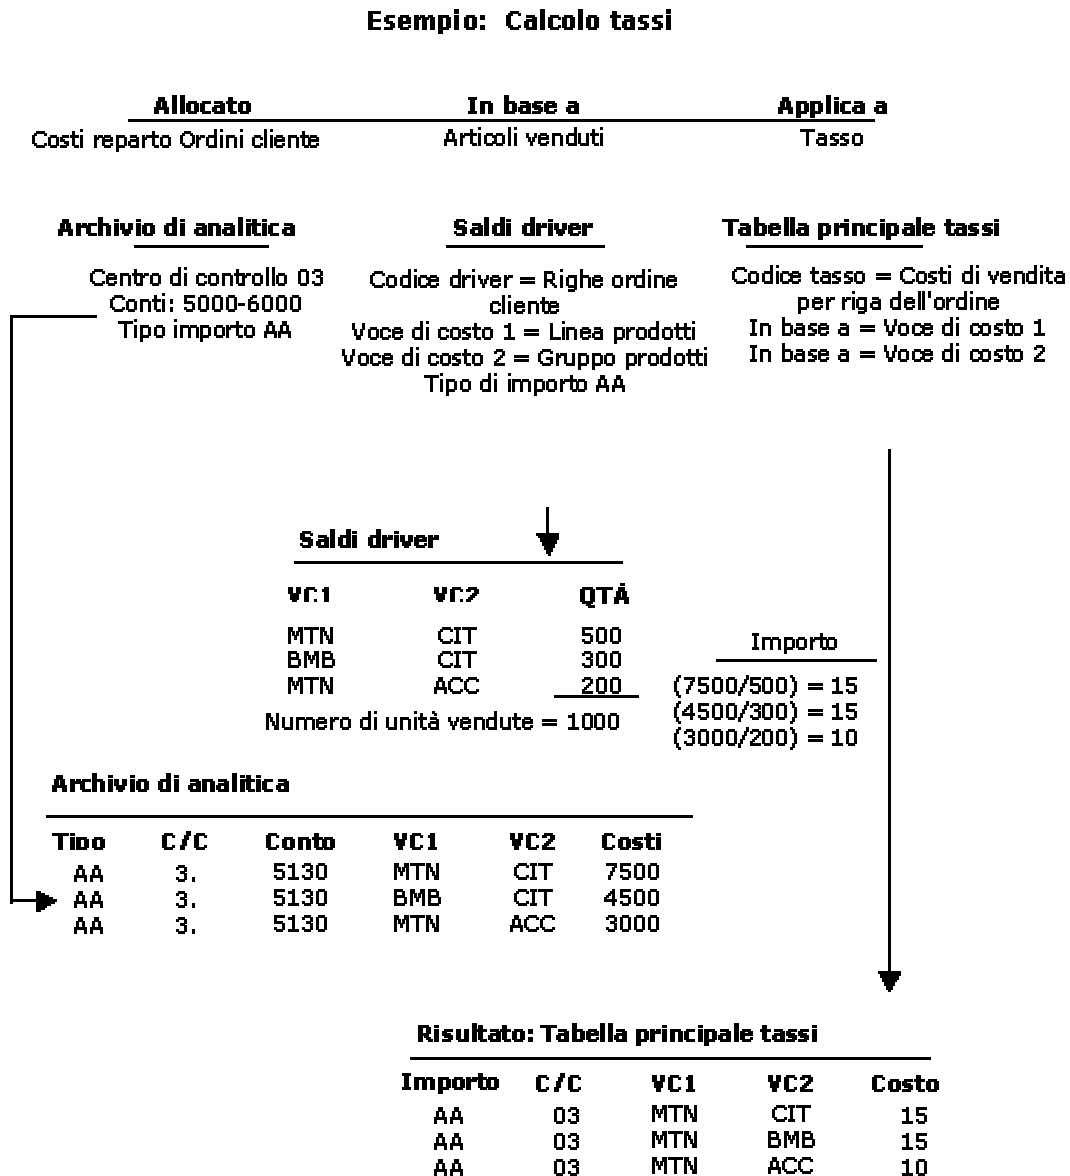 Esempio: Calcolo tassi
Allocato In base a Applica a
Costi reparto Ordini cliente Articoli venduti Tasso
Archivio di analitica Saldi driver Tabella principale tassi
Centro di controllo 03
Conti: 5000-6000
Tipo importo AA
Codice driver = Righe ordine
cliente
Voce di costo 1 = Linea prodotti
Voce di costo 2 = Gruppo prodotti
Tipo di importo AA
Codice tasso = Costi di vendita
per riga dell'ordine
In base a = Voce di costo 1
In base a = Voce di costo 2
Saldi driver
VC1 VC2 QTÀ
MTN CIT 500
BMB CIT 300
MTN ACC 200
Numero di unità vendute = 1000
Importo
(7500/500) = 15
(4500/300) = 15
(3000/200) = 10
Archivio di analitica
Tipo C/C Conto VC1 VC2 Costi
AA 3. 5130 MTN CIT 7500
AA 3. 5130 BMB CIT 4500
AA 3. 5130 MTN ACC 3000
Risultato: Tabella principale tassi
Importo C/C VC1 VC2 Costo
AA 03 MTN CIT 15
AA 03 MTN BMB 15
AA 03 MTN ACC 10